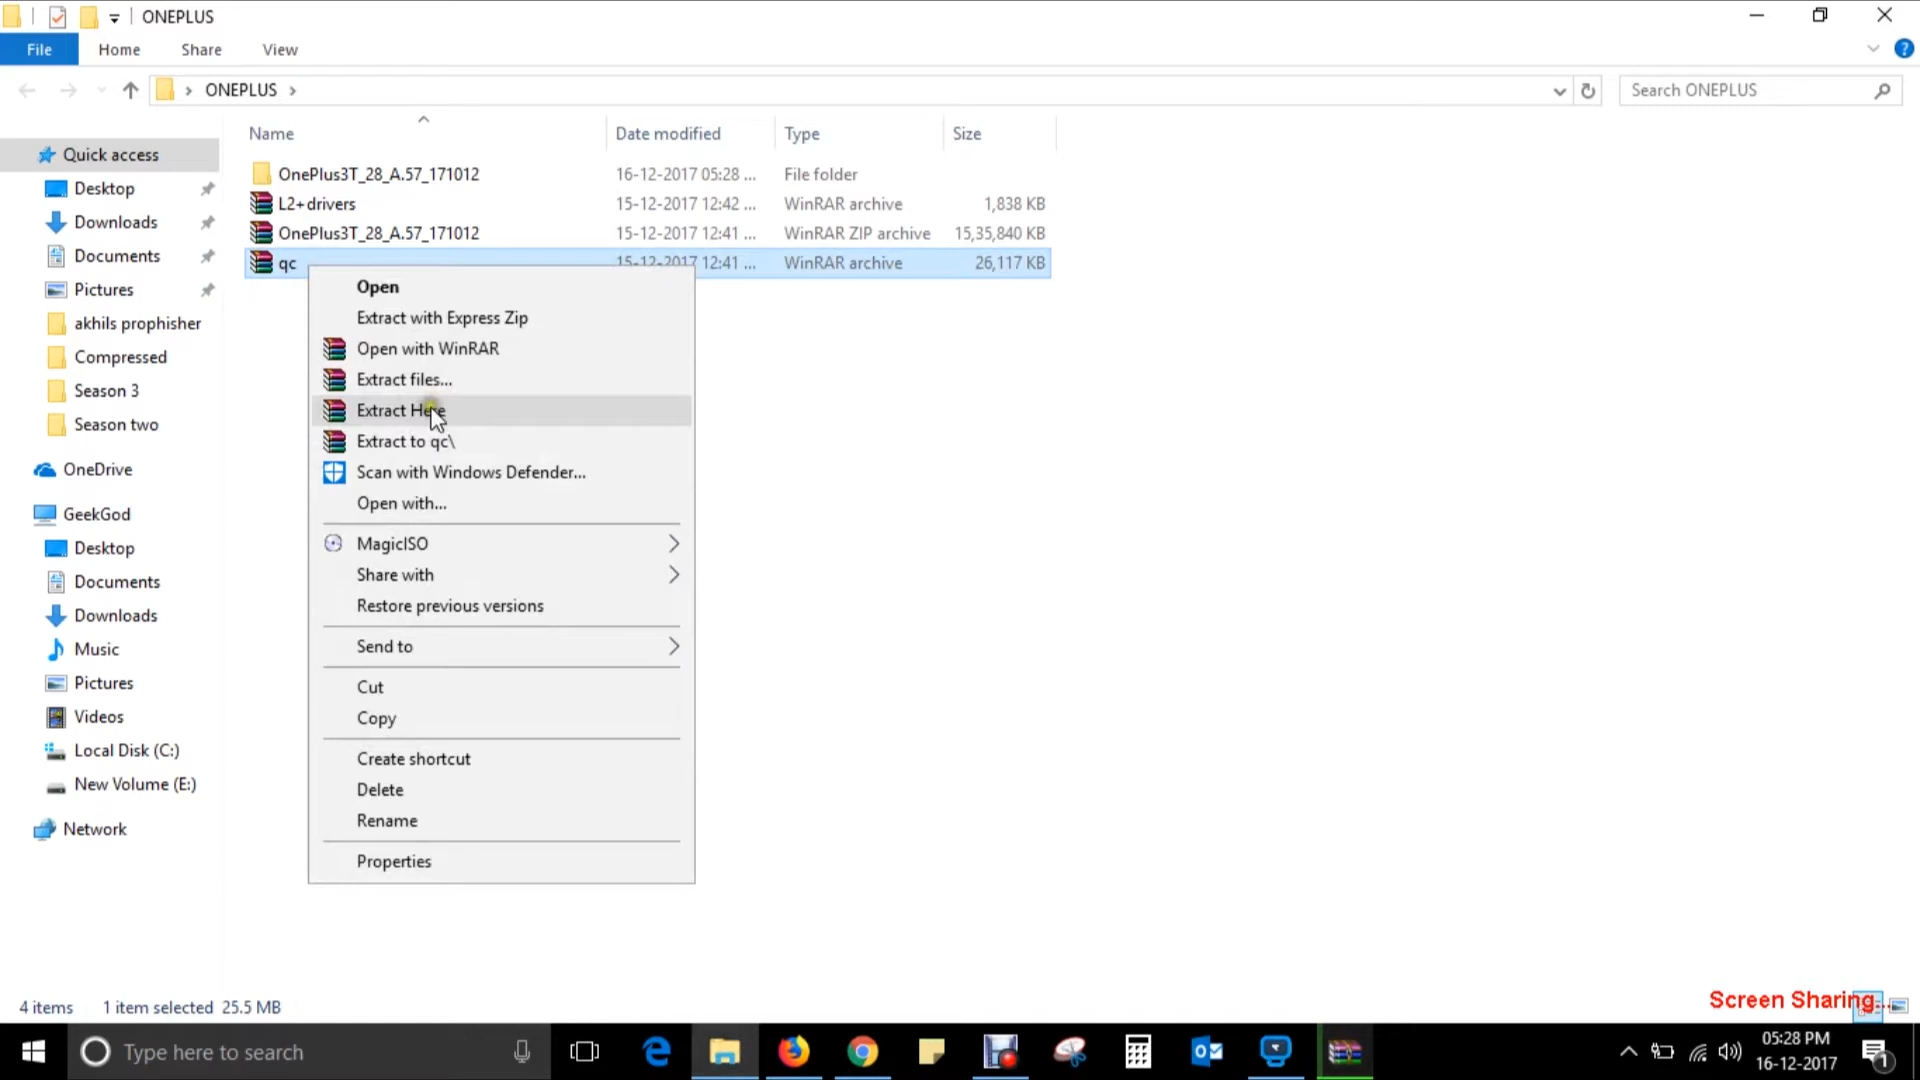 ONEPLUS
File Home Share View
ONEPLUS
Search ONEPLUS
Name Date modified Type Size
Quick access
Desktop
Downloads
Documents
Pictures
akhils prophisher
Compressed
Season 3
Season two
OneDrive
GeekGod
Desktop
Documents
Downloads
Music
Pictures
Videos
Local Disk (C:)
New Volume (E:)
Network
OnePlus3T_28_A.57_171012 16-12-2017 05:28 ... File folder
L2+drivers 15-12-2017 12:42 ... WinRAR archive 1,838 KB
OnePlus3T_28_A.57_171012 15-12-2017 12:41 ... WinRAR ZIP archive 15,35,840 KB
qc 15-12-2017 12:41 ... WinRAR archive 26,117 KB
Open
Extract with Express Zip
Open with WinRAR
Extract files...
Extract Here
Extract to qc\
Scan with Windows Defender...
Open with...
MagicISO
Share with
Restore previous versions
Send to
Cut
Copy
Create shortcut
Delete
Rename
Properties
4 items 1 item selected 25.5 MB
Screen Sharing...
Type here to search
05:28 PM
16-12-2017
1